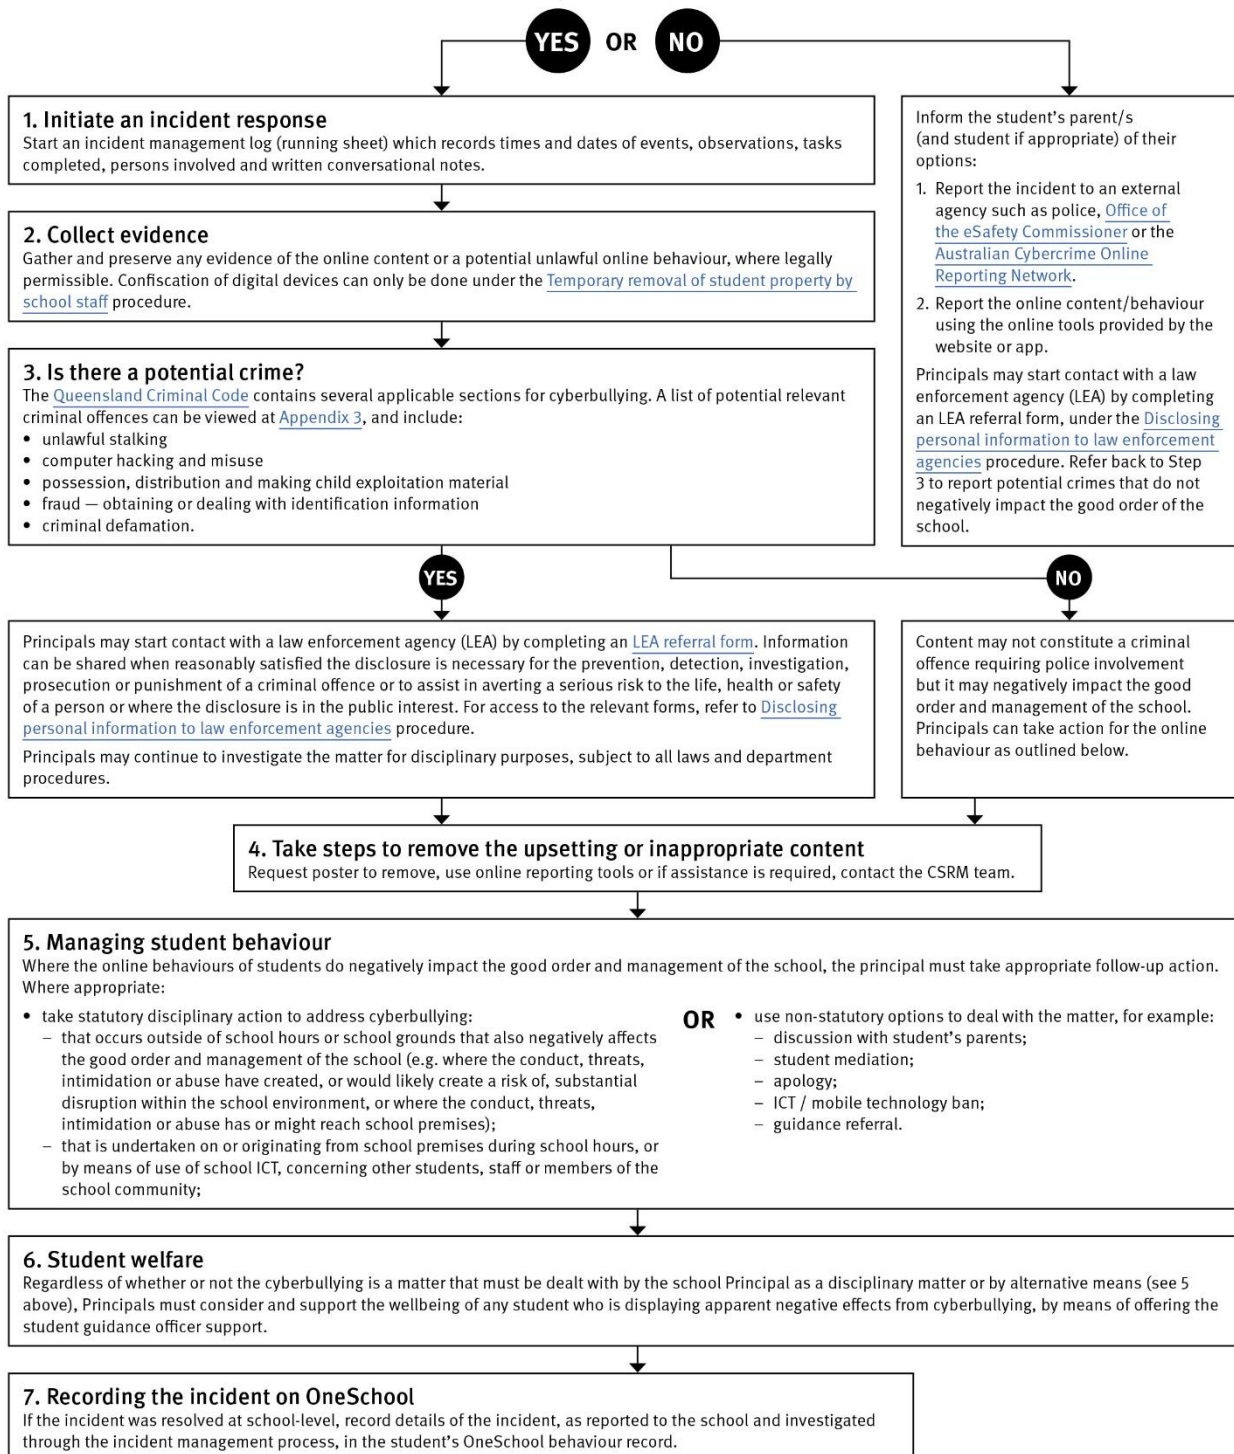 YES OR NO
1. Initiate an incident response
Start an incident management log (running sheet) which records times and dates of events, observations, tasks
completed, persons involved and written conversational notes.
2. Collect evidence
Gather and preserve any evidence of the online content or a potential unlawful online behaviour, where legally
permissible. Confiscation of digital devices can only be done under the Temporary removal of student property by
school staff procedure.
3. Is there a potential crime?
The Queensland Criminal Code contains several applicable sections for cyberbullying. A list of potential relevant
criminal offences can be viewed at Appendix 3, and include:
• unlawful stalking
• computer hacking and misuse
• possession, distribution and making child exploitation material
• fraud — obtaining or dealing with identification information
• criminal defamation.
Inform the student's parent/s
(and student if appropriate) of their
options:
1. Report the incident to an external
agency such as police, Office of
the eSafety Commissioner or the
Australian Cybercrime Online
Reporting Network.
2. Report the online content/behaviour
using the online tools provided by the
website or app.
Principals may start contact with a law
enforcement agency (LEA) by completing
an LEA referral form, under the Disclosing
personal information to law enforcement
agencies procedure. Refer back to Step
3 to report potential crimes that do not
negatively impact the good order of the
school.
YES
NO
Principals may start contact with a law enforcement agency (LEA) by completing an LEA referral form. Information
can be shared when reasonably satisfied the disclosure is necessary for the prevention, detection, investigation,
prosecution or punishment of a criminal offence or to assist in averting a serious risk to the life, health or safety
of a person or where the disclosure is in the public interest. For access to the relevant forms, refer to Disclosing
personal information to law enforcement agencies procedure.
Principals may continue to investigate the matter for disciplinary purposes, subject to all laws and department
procedures.
Content may not constitute a criminal
offence requiring police involvement
but it may negatively impact the good
order and management of the school.
Principals can take action for the online
behaviour as outlined below.
4. Take steps to remove the upsetting or inappropriate content
Request poster to remove, use online reporting tools or if assistance is required, contact the CSRM team.
5. Managing student behaviour
Where the online behaviours of students do negatively impact the good order and management of the school, the principal must take appropriate follow-up action.
Where appropriate:
• take statutory disciplinary action to address cyberbullying:
– that occurs outside of school hours or school grounds that also negatively affects
the good order and management of the school (e.g. where the conduct, threats,
intimidation or abuse have created, or would likely create a risk of, substantial
disruption within the school environment, or where the conduct, threats,
intimidation or abuse has or might reach school premises);
– that is undertaken on or originating from school premises during school hours, or
by means of use of school ICT, concerning other students, staff or members of the
school community;
OR
• use non-statutory options to deal with the matter, for example:
– discussion with student's parents;
– student mediation;
– apology;
– ICT / mobile technology ban;
– guidance referral.
6. Student welfare
Regardless of whether or not the cyberbullying is a matter that must be dealt with by the school Principal as a disciplinary matter or by alternative means (see 5
above), Principals must consider and support the wellbeing of any student who is displaying apparent negative effects from cyberbullying, by means of offering the
student guidance officer support.
7. Recording the incident on OneSchool
If the incident was resolved at school-level, record details of the incident, as reported to the school and investigated
through the incident management process, in the student's OneSchool behaviour record.